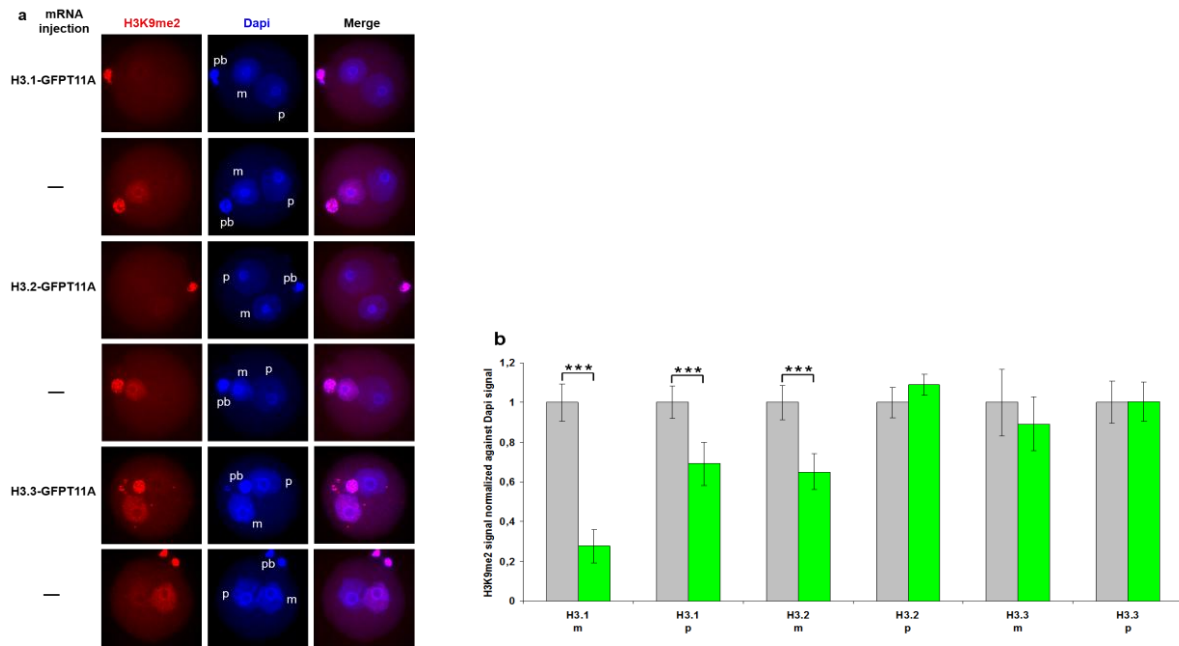 a
mRNA
injection
H3K9me2
Dapi
Merge
H3.1-GFPT11A
pb
m
p
—
m
p
pb
H3.2-GFPT11A
p
pb
m
—
m
p
pb
H3.3-GFPT11A
pb
p
m
—
pb
p
m
b
H3K9me2 signal normalized against Dapi signal
1,2
1
0,8
0,6
0,4
0,2
0
***
***
***
H3.1
m
H3.1
p
H3.2
m
H3.2
p
H3.3
m
H3.3
p